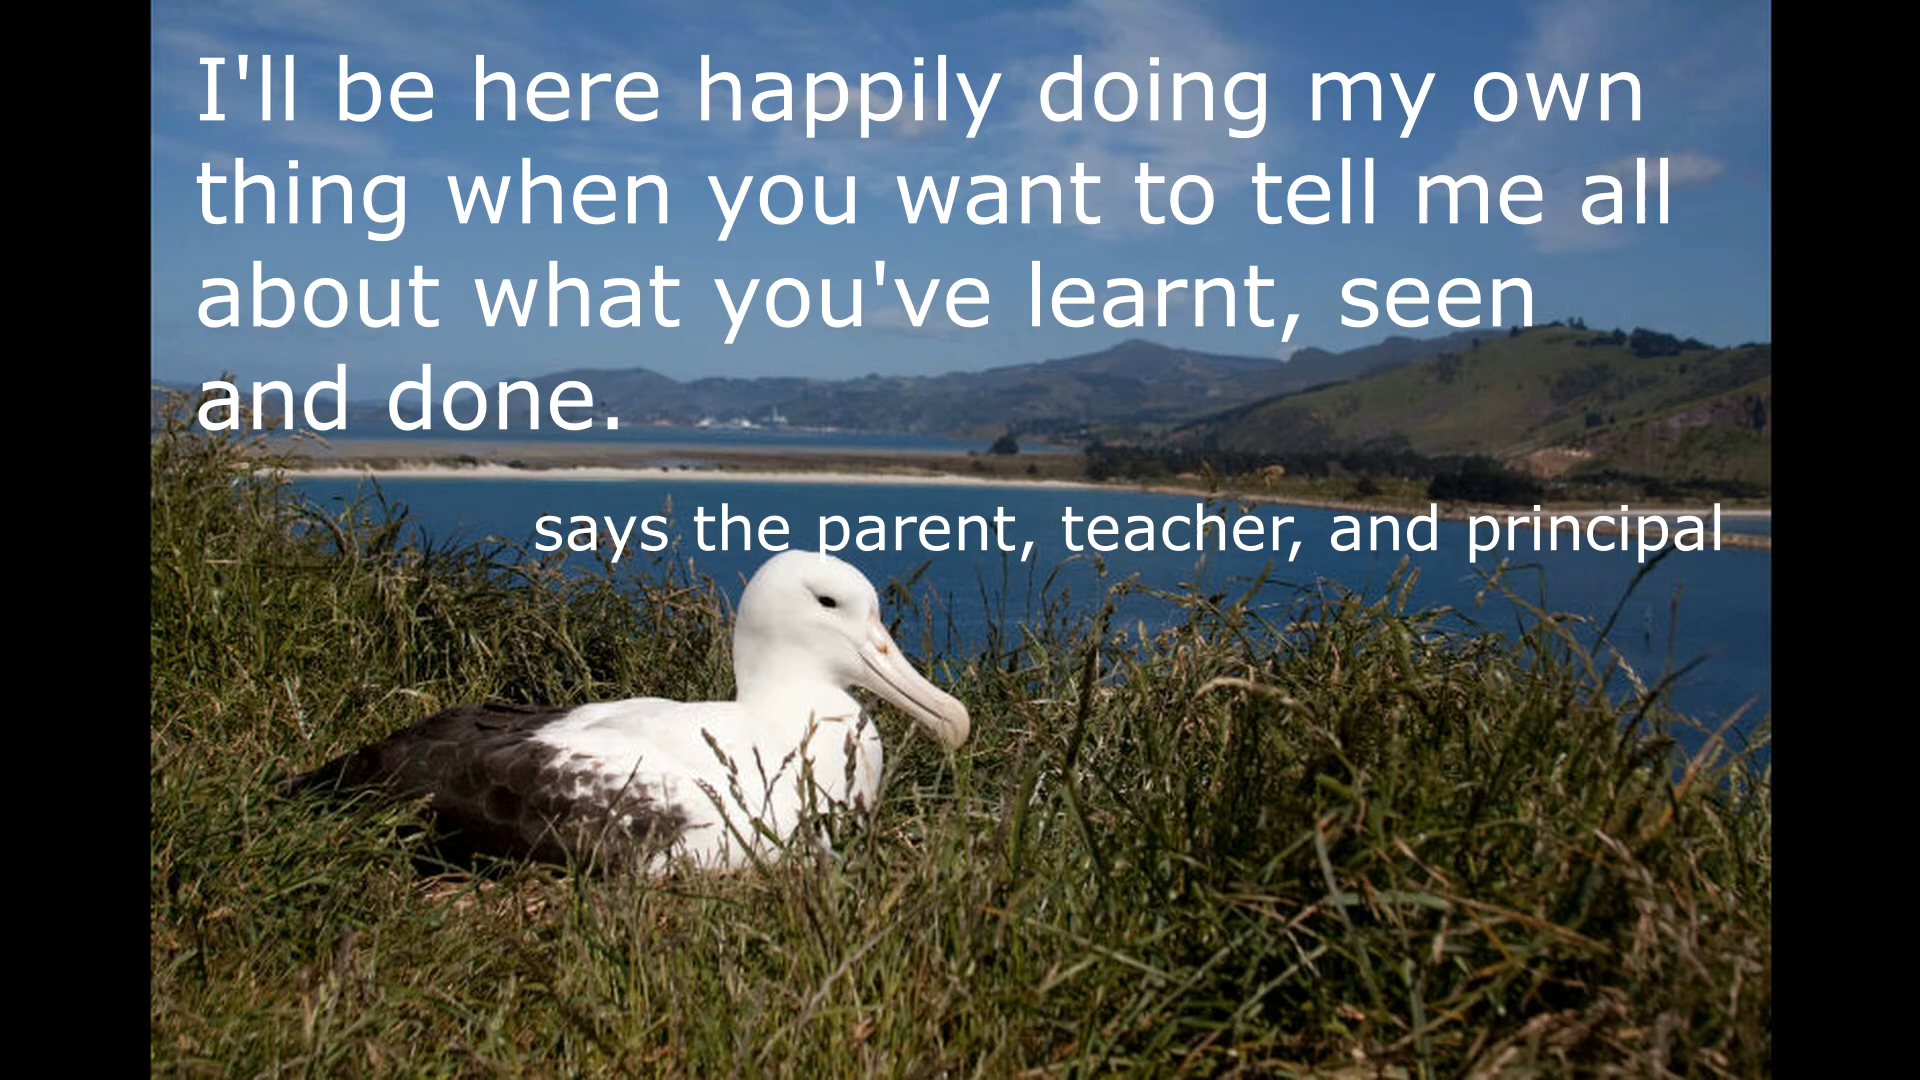 I'll be here happily doing my own
thing when you want to tell me all
about what you've learnt, seen
and done.
says the parent, teacher, and principal